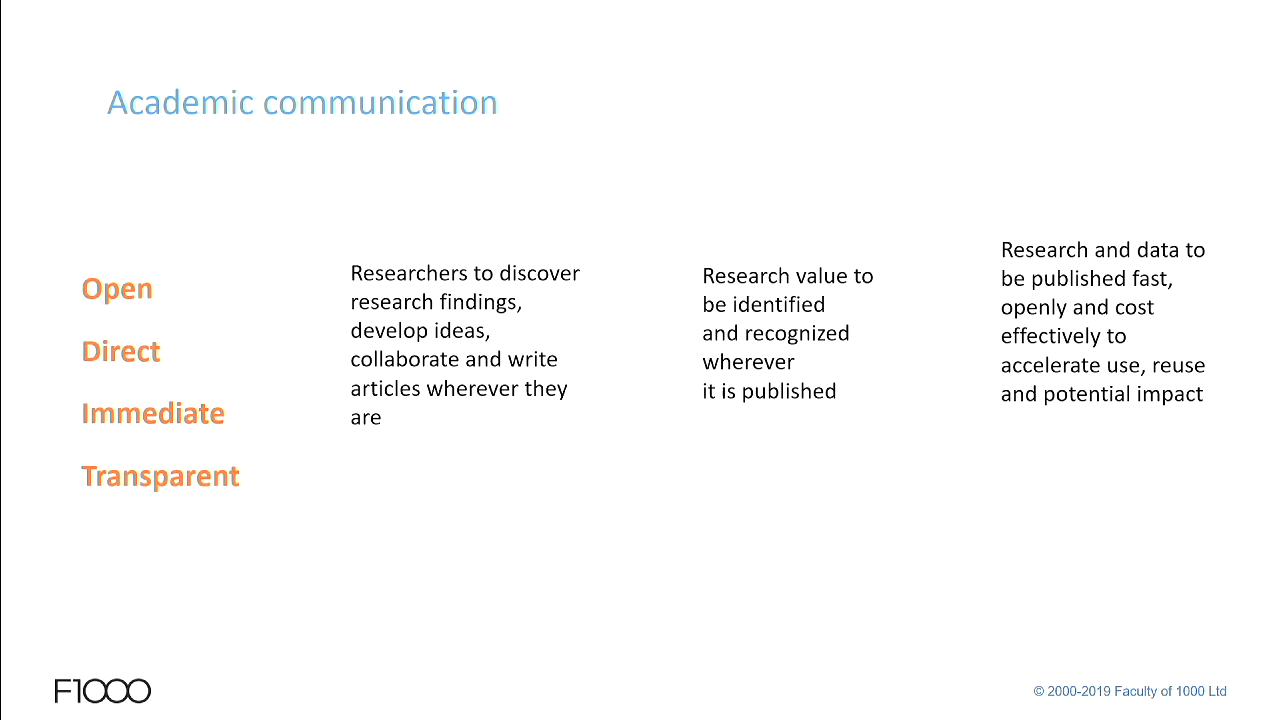 Academic communication
Open
Direct
Immediate
Transparent
Researchers to discover
research findings,
develop ideas,
collaborate and write
articles wherever they
are
Research value to
be identified
and recognized
wherever
it is published
Research and data to
be published fast,
openly and cost
effectively to
accelerate use, reuse
and potential impact
F1000
© 2000-2019 Faculty of 1000 Ltd